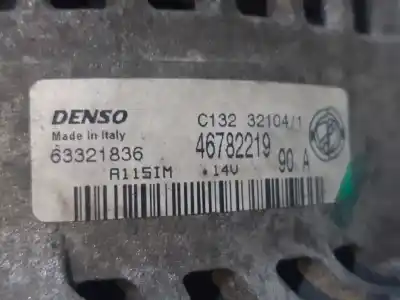 DENSO C132 32104/1
Made in Italy
63321836 46782219 90 A
A115IM 14V